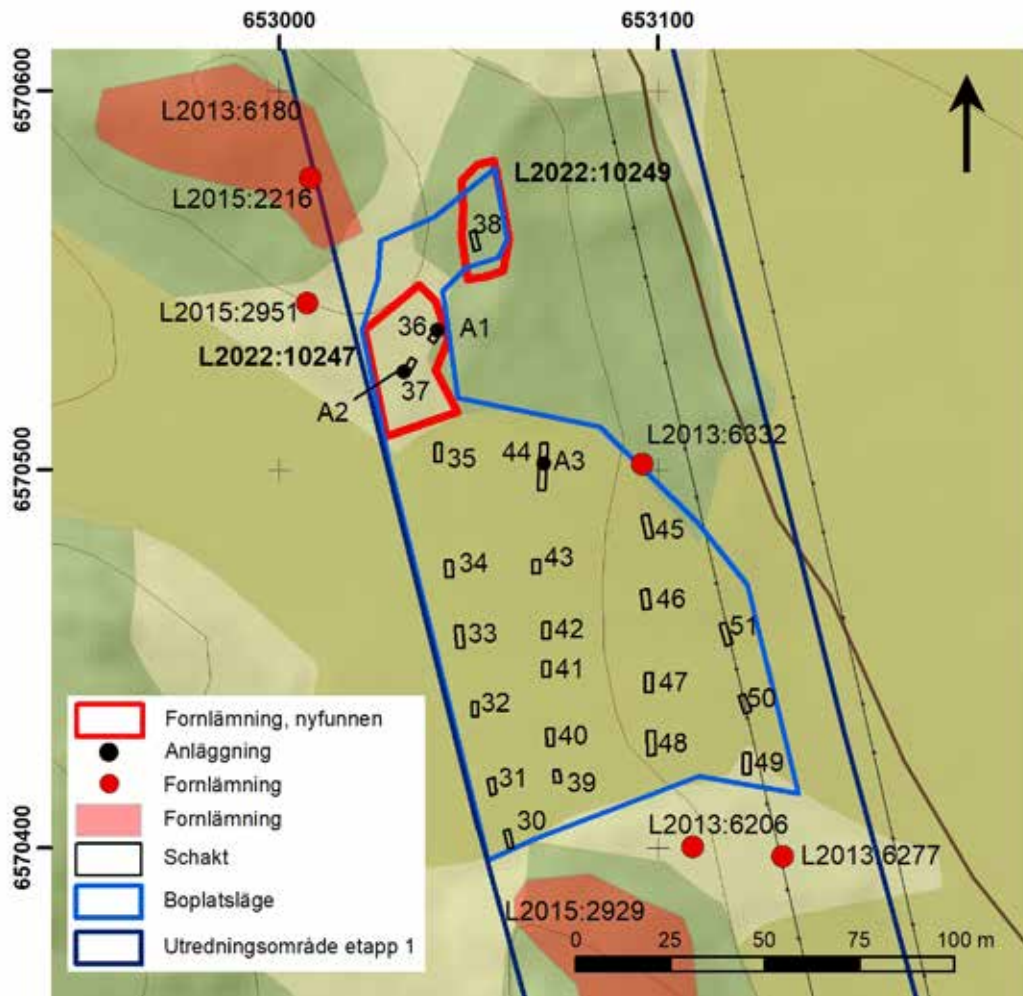 653000
653100
6570600
L2013:6180
L2015:2216
L2022:10249
38
L2015:2951
36
A1
L2022:10247
37
A2
L2013:6332
6570500
35
44
A3
45
34
43
46
33
42
51
41
32
47
50
40
48
49
31
39
30
L2013:6206
6570400
L2013:6277
L2015:2929
Fornlämning, nyfunnen
Anläggning
Fornlämning
Fornlämning
Schakt
Boplatsläge
Utredningsområde etapp 1
0 25 50 75 100 m